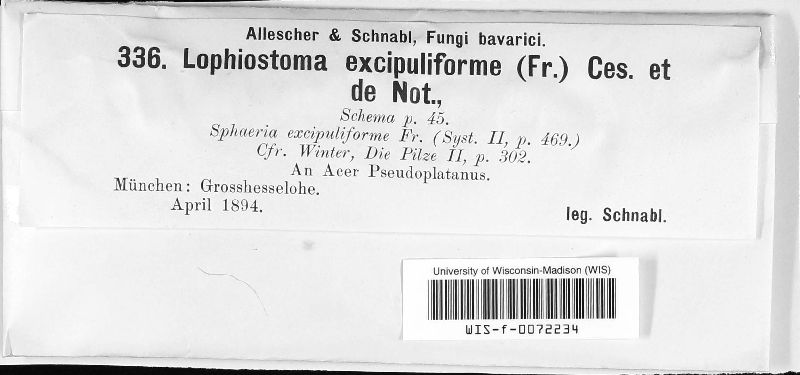 Allescher & Schnabl, Fungi bavarici.
336. Lophiostoma excipuliforme (Fr.) Ces. et
de Not.,
Schema p. 45.
Sphaeria excipuliforme Fr. (Syst. II, p. 469.)
Cfr. Winter, Die Pilze II, p. 302.
An Acer Pseudoplatanus.
München: Grosshesselohe.
April 1894.
leg. Schnabl.
University of Wisconsin-Madison (WIS)
WIS-f-0072234